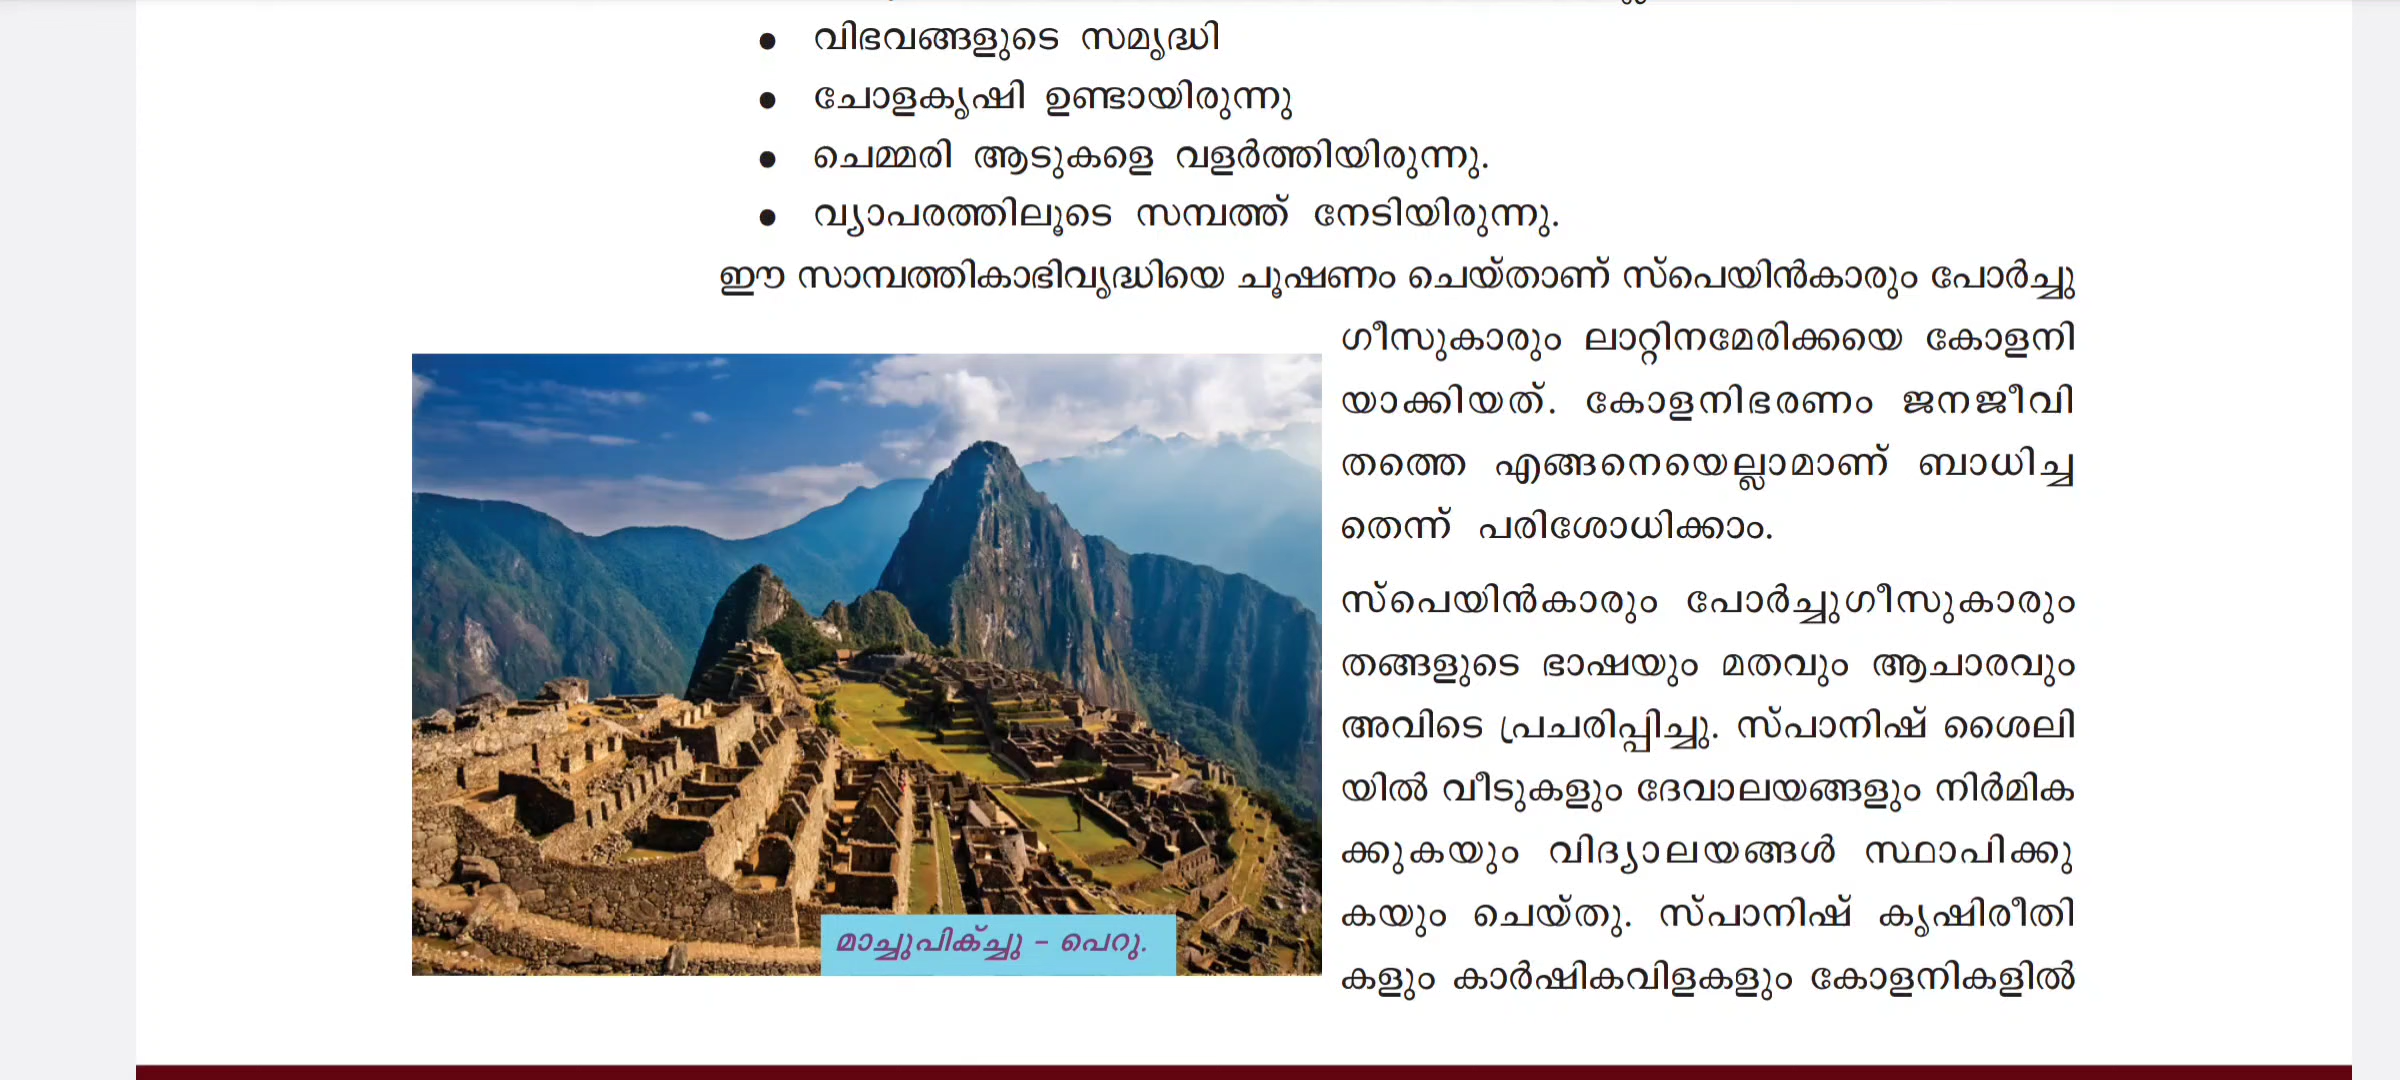 • വിഭവങ്ങളുടെ സമൃദ്ധി
• ചോളകൃഷി ഉണ്ടായിരുന്നു
• ചെമ്മരി ആടുകളെ വളർത്തിയിരുന്നു.
• വ്യാപരത്തിലൂടെ സമ്പത്ത് നേടിയിരുന്നു.
ഈ സാമ്പത്തികാഭിവൃദ്ധിയെ ചൂഷണം ചെയ്താണ് സ്പെയിൻകാരും പോർച്ചു
ഗീസുകാരും ലാറ്റിനമേരിക്കയെ കോളനി
യാക്കിയത്. കോളനിഭരണം ജനജീവി
തത്തെ എങ്ങനെയെല്ലാമാണ് ബാധിച്ച
തെന്ന് പരിശോധിക്കാം.
സ്പെയിൻകാരും പോർച്ചുഗീസുകാരും
തങ്ങളുടെ ഭാഷയും മതവും ആചാരവും
അവിടെ പ്രചരിപ്പിച്ചു. സ്പാനിഷ് ശൈലി
യിൽ വീടുകളും ദേവാലയങ്ങളും നിർമിക
ക്കുകയും വിദ്യാലയങ്ങൾ സ്ഥാപിക്കു
കയും ചെയ്തു. സ്പാനിഷ് കൃഷിരീതി
കളും കാർഷികവിളകളും കോളനികളിൽ
മാച്ചുപിക്ച്ചു – പെറു.